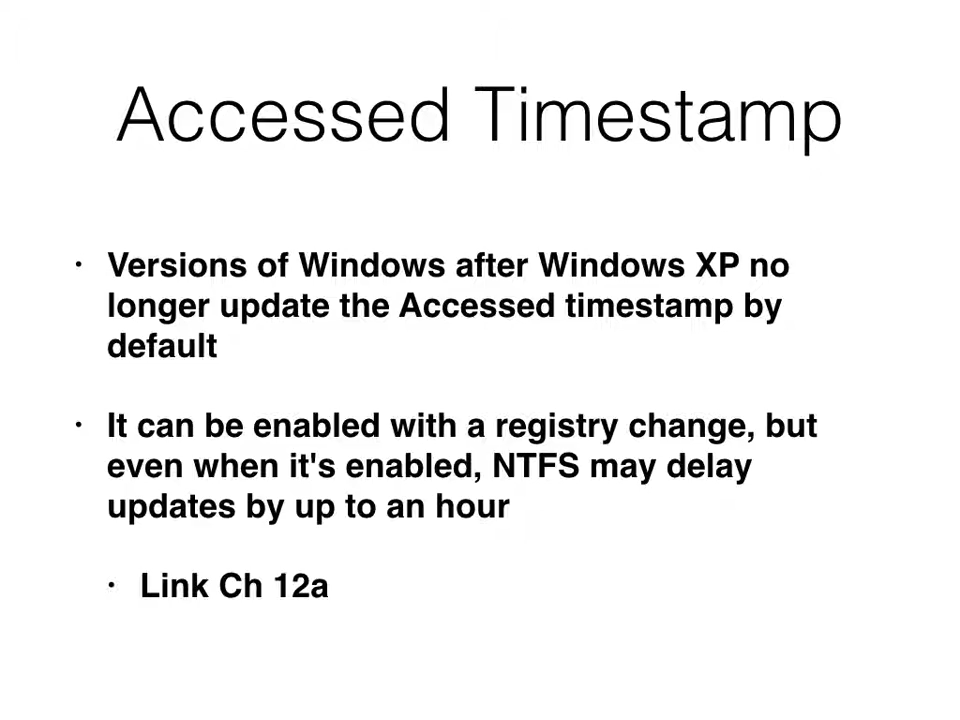 Accessed Timestamp
• Versions of Windows after Windows XP no
longer update the Accessed timestamp by
default
• It can be enabled with a registry change, but
even when it's enabled, NTFS may delay
updates by up to an hour
• Link Ch 12a